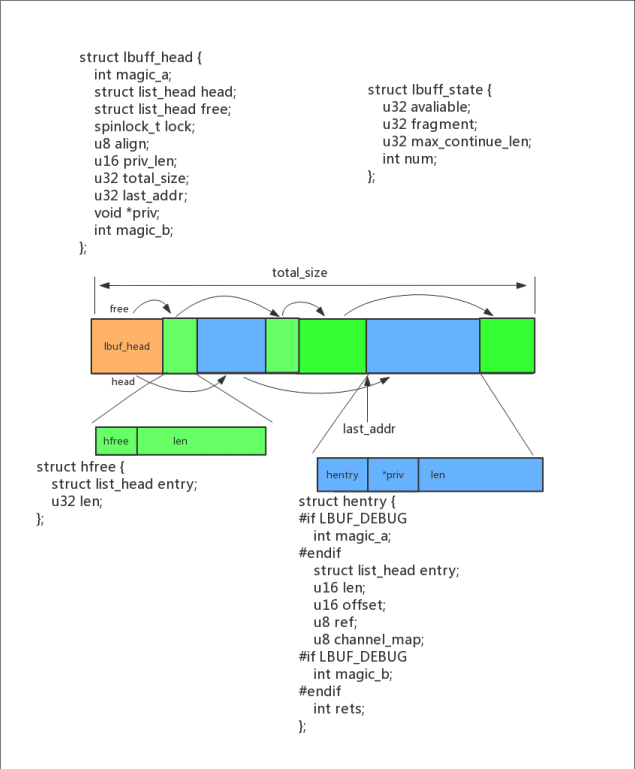 struct lbuff_head {
int magic_a;
struct list_head head;
struct list_head free;
spinlock_t lock;
u8 align;
u16 priv_len;
u32 total_size;
u32 last_addr;
void *priv;
int magic_b;
};
struct lbuff_state {
u32 avaliable;
u32 fragment;
u32 max_continue_len;
int num;
};
total_size
free
lbuf_head
head
last_addr
hfree len
struct hfree {
struct list_head entry;
u32 len;
};
hentry *priv len
struct hentry {
#if LBUF_DEBUG
int magic_a;
#endif
struct list_head entry;
u16 len;
u16 offset;
u8 ref;
u8 channel_map;
#if LBUF_DEBUG
int magic_b;
#endif
int rets;
};